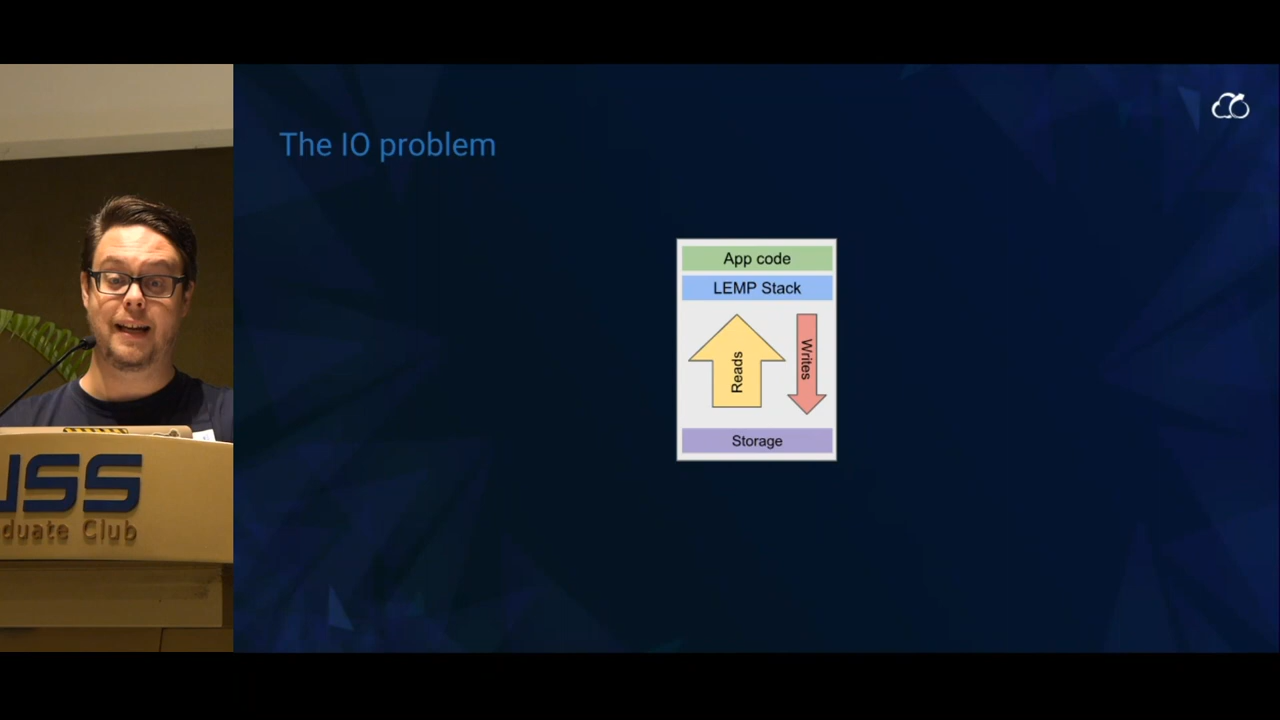 The IO problem
App code
LEMP Stack
Reads
Writes
Storage
USS
duate Club